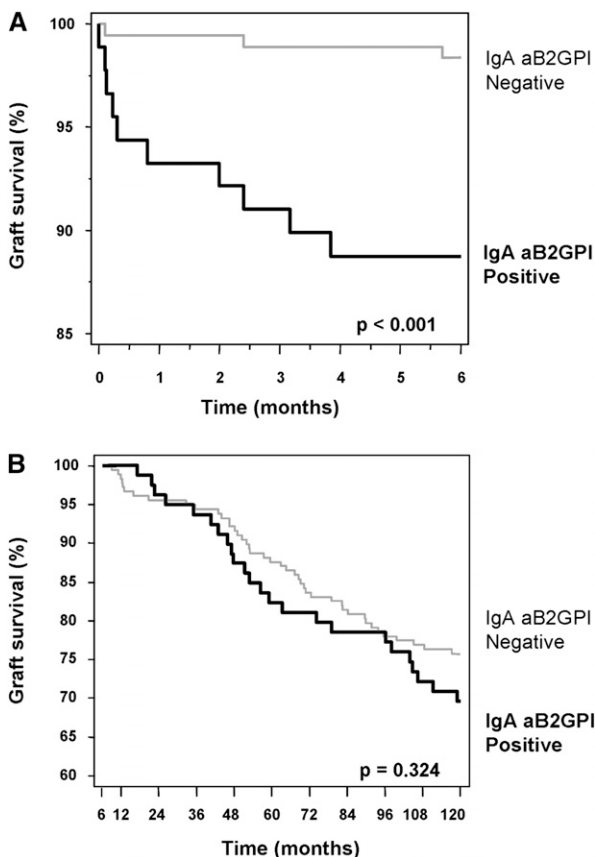 A
Graft survival (%)
100
95
90
85
IgA aB2GPI
Negative
IgA aB2GPI
Positive
p < 0.001
0 1 2 3 4 5 6
Time (months)
B
Graft survival (%)
100
95
90
85
80
75
70
65
60
IgA aB2GPI
Negative
IgA aB2GPI
Positive
p = 0.324
6 12 24 36 48 60 72 84 96 108 120
Time (months)